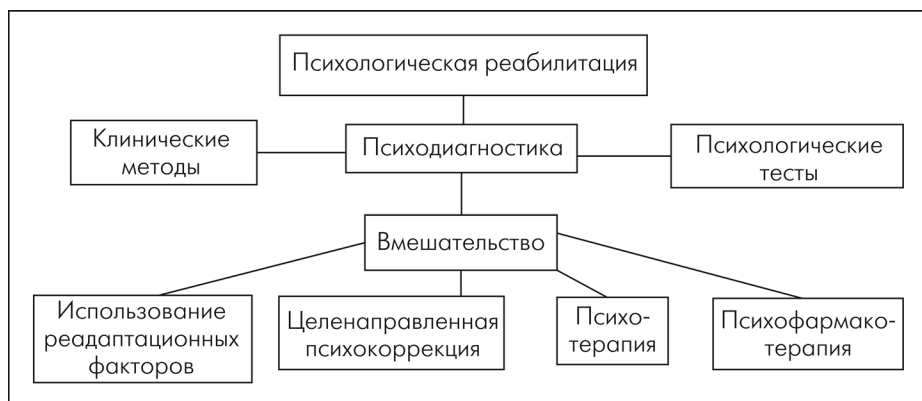 Психологическая реабилитация
Клинические
методы
Психодиагностика
Психологические
тесты
Вмешательство
Использование
реадаптационных
факторов
Целенаправленная
психокоррекция
Психо-
терапия
Психофармако-
терапия